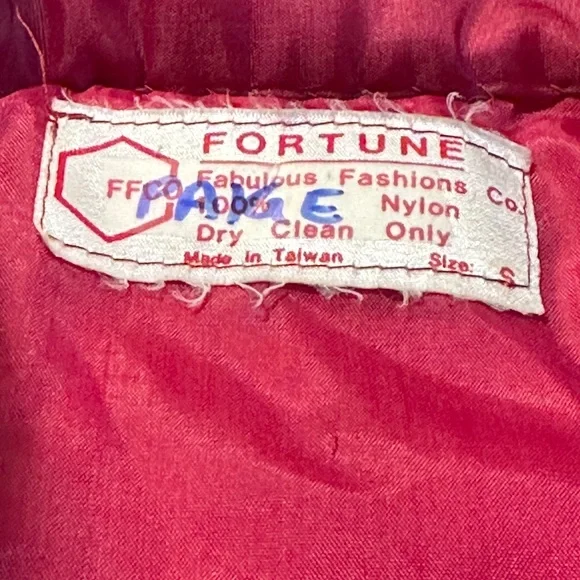 FORTUNE
FFCO Fabulous Fashions Co.
PAIGE
100% Nylon
Dry Clean Only
Made in Taiwan Size: S